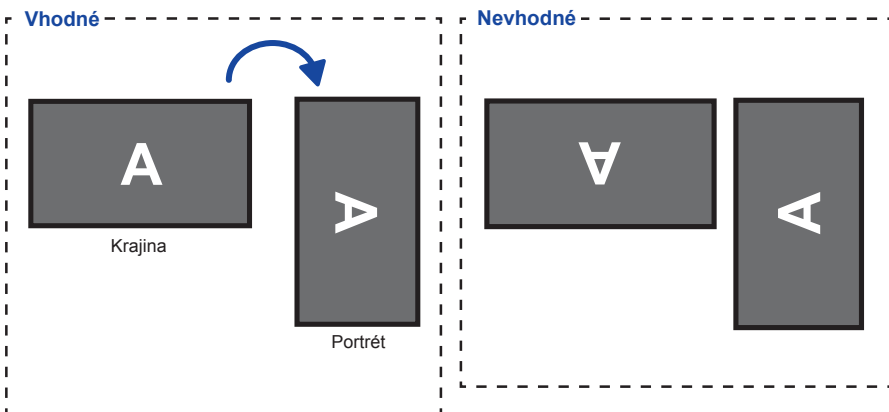 Vhodné
Nevhodné
A
A
A
A
Krajina
Portrét